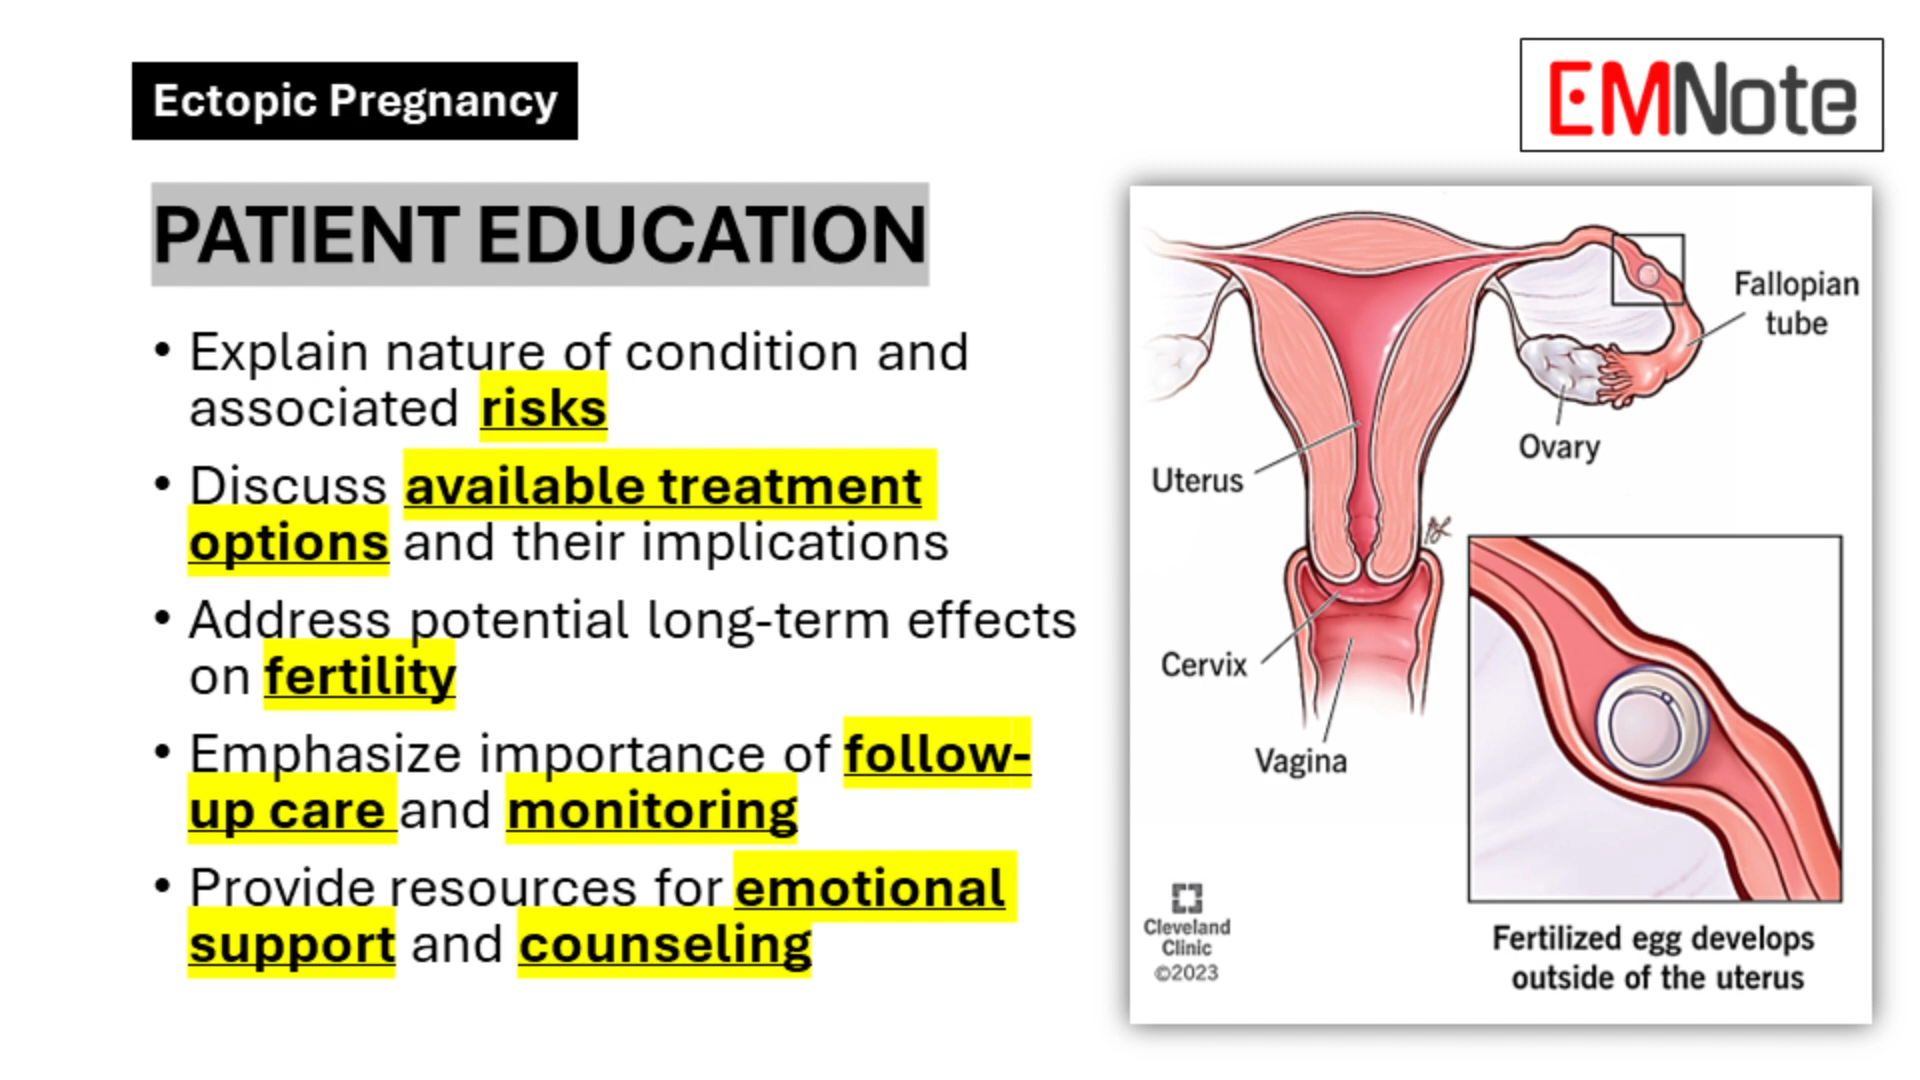 Ectopic Pregnancy
EMNote
PATIENT EDUCATION
• Explain nature of condition and
associated risks
• Discuss available treatment
options and their implications
• Address potential long-term effects
on fertility
• Emphasize importance of follow-
up care and monitoring
• Provide resources for emotional
support and counseling
Fallopian
tube
Ovary
Uterus
Cervix
Vagina
Cleveland
Clinic
©2023
Fertilized egg develops
outside of the uterus